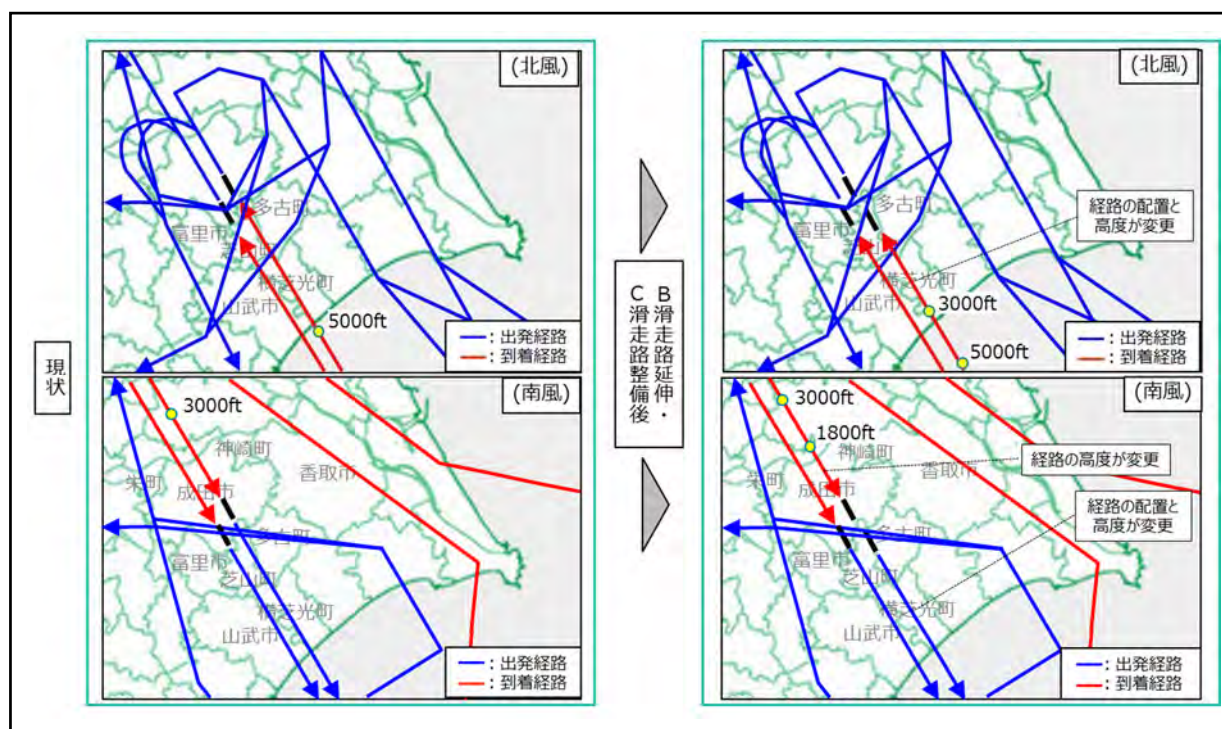 現状
(北風)
多古町
富里市
芝山町
横芝光町
山武市
5000ft
：出発経路
：到着経路
(南風)
3000ft
神崎町
香取市
栄町
成田市
多古町
富里市
芝山町
横芝光町
山武市
：出発経路
：到着経路
B滑走路延伸・
C滑走路整備後
(北風)
多古町
富里市
経路の配置と
高度が変更
横芝光町
山武市
3000ft
5000ft
：出発経路
：到着経路
(南風)
3000ft
1800ft
神崎町
香取市
経路の高度が変更
栄町
成田市
経路の配置と
高度が変更
多古町
富里市
芝山町
横芝光町
山武市
：出発経路
：到着経路